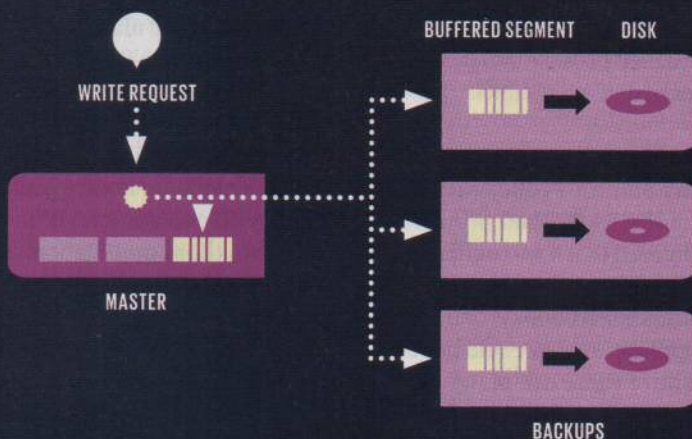 BUFFERED SEGMENT DISK
WRITE REQUEST
MASTER
BACKUPS